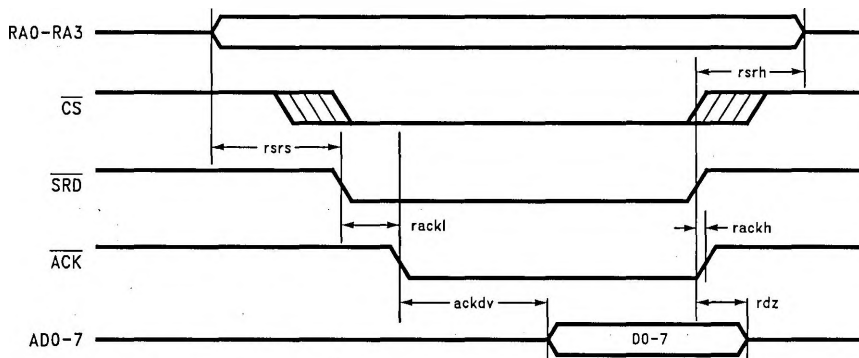 RA0-RA3
rsrh
CS
rsrs
SRD
rackl
rackh
ACK
ackdv
rdz
AD0-7
D0-7